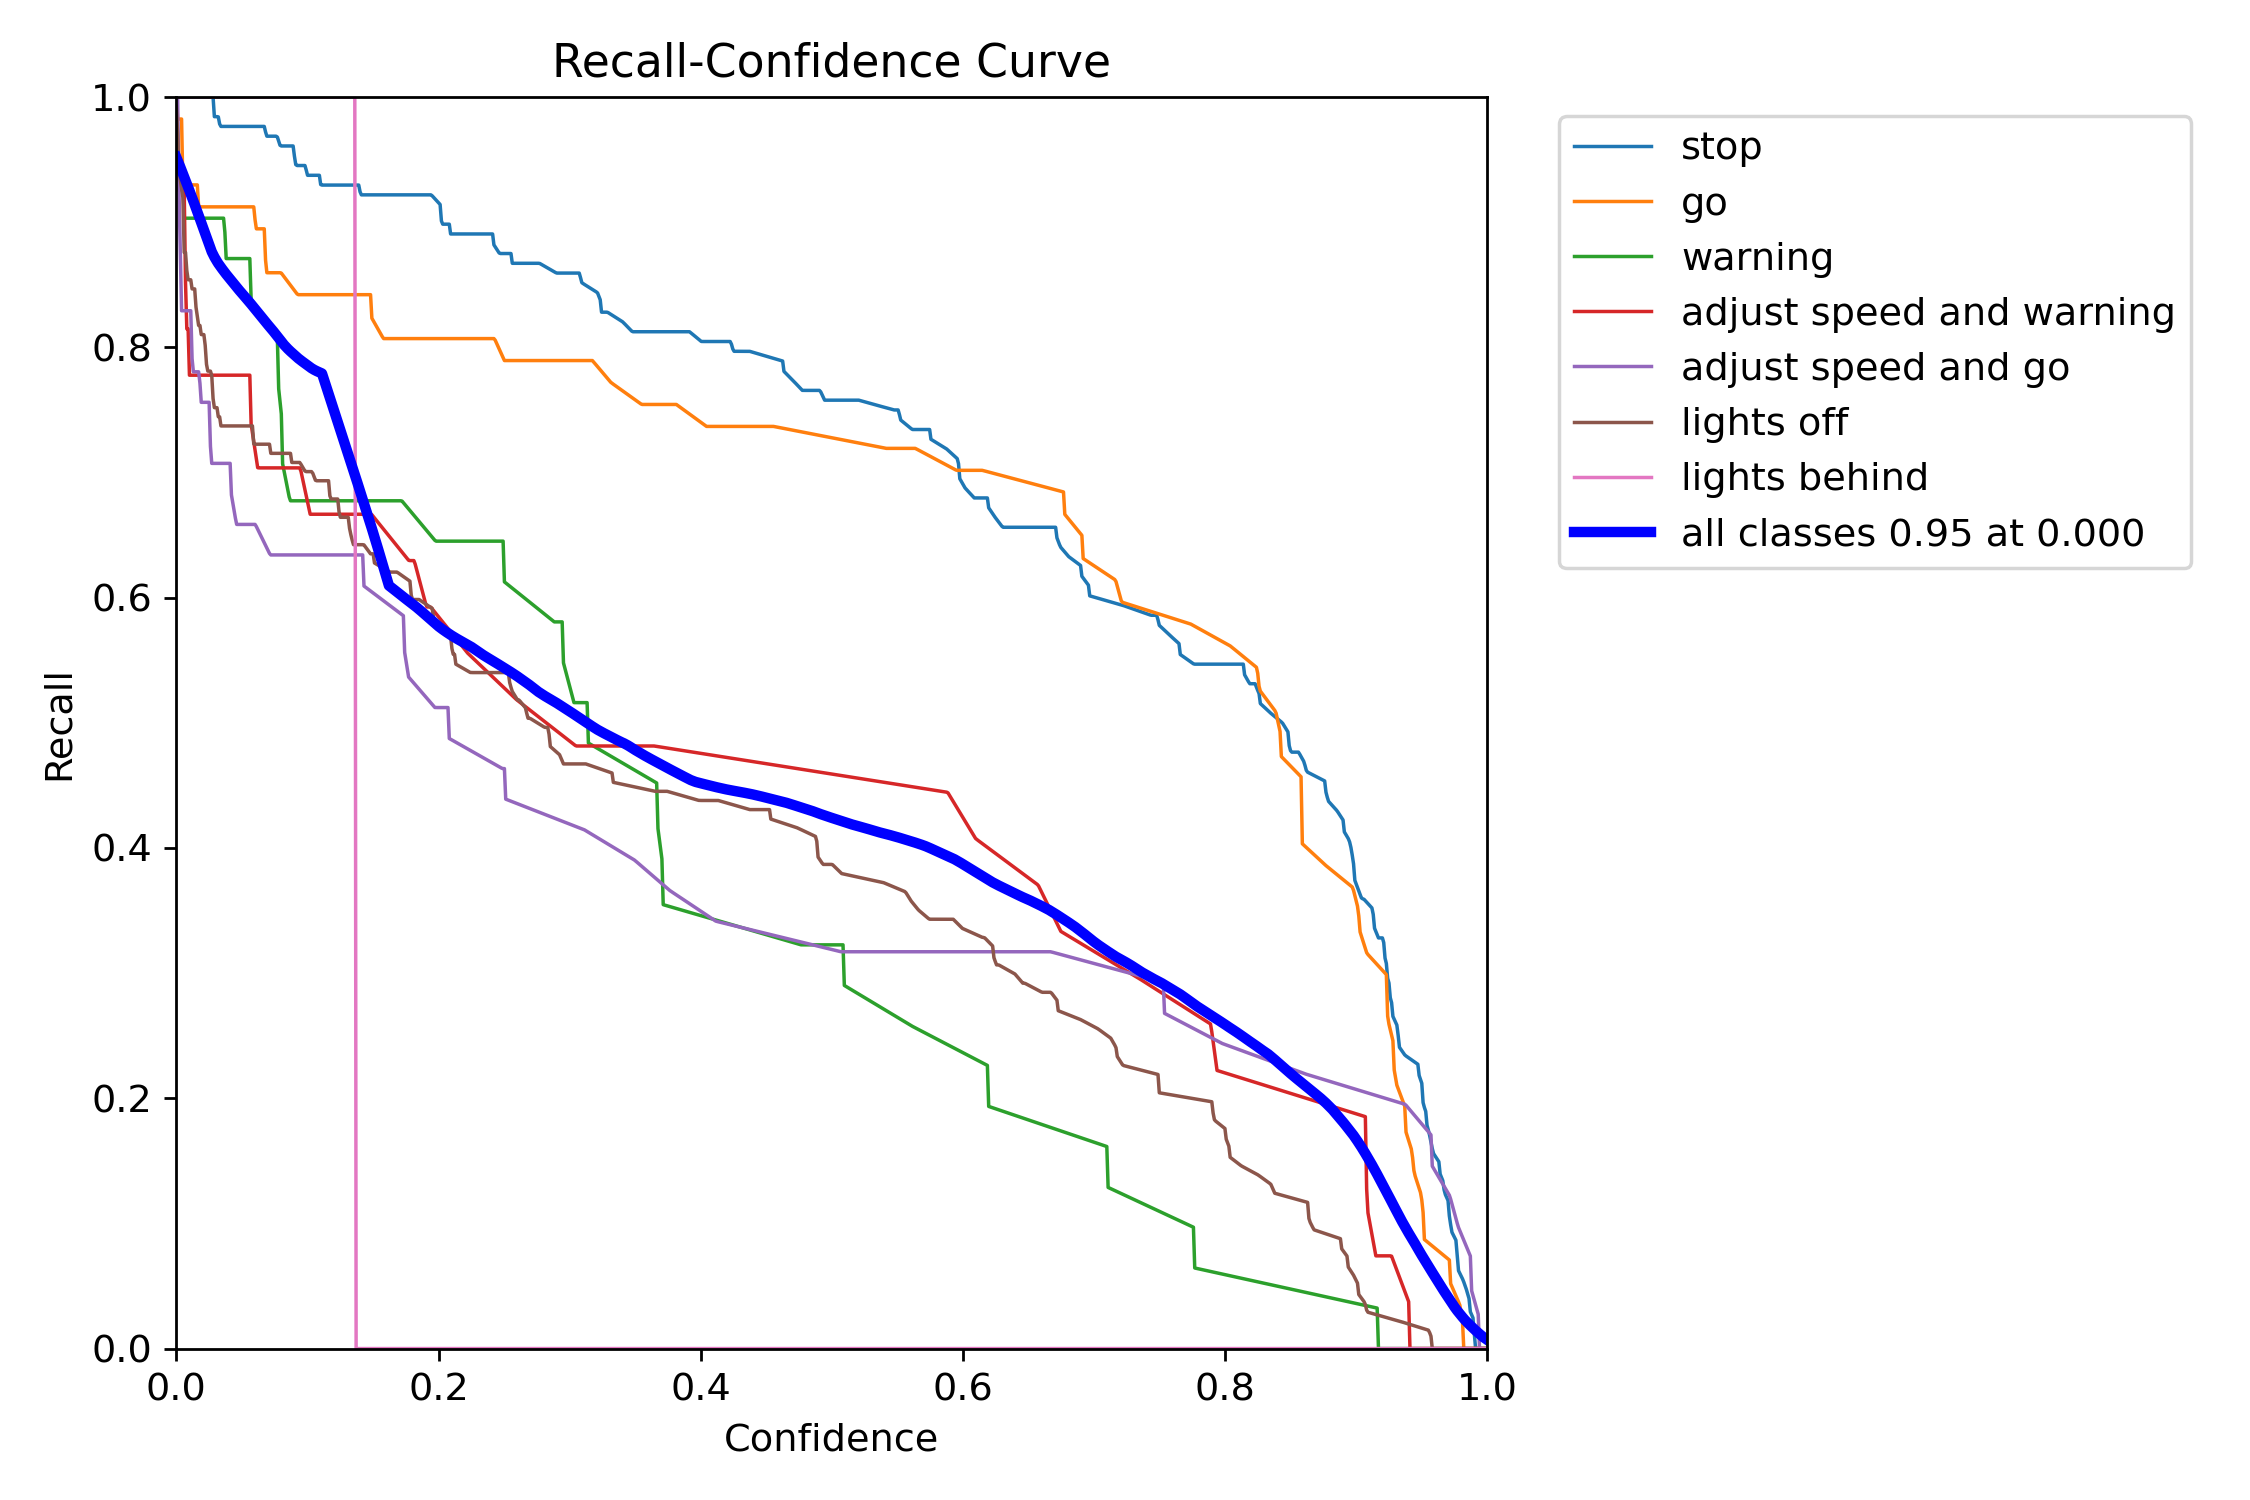 Recall-Confidence Curve
1.0
0.8
0.6
0.4
0.2
0.0
Recall
0.0 0.2 0.4 0.6 0.8 1.0
Confidence
stop
go
warning
adjust speed and warning
adjust speed and go
lights off
lights behind
all classes 0.95 at 0.000